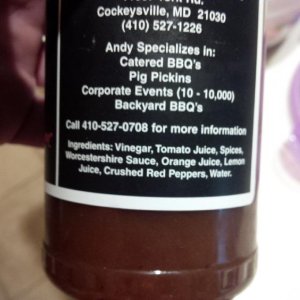 Cockeysville, MD 21030
(410) 527-1226
Andy Specializes in:
Catered BBQ's
Pig Pickins
Corporate Events (10 - 10,000)
Backyard BBQ's
Call 410-527-0708 for more information
Ingredients: Vinegar, Tomato Juice, Spices,
Worcestershire Sauce, Orange Juice, Lemon
Juice, Crushed Red Peppers, Water.